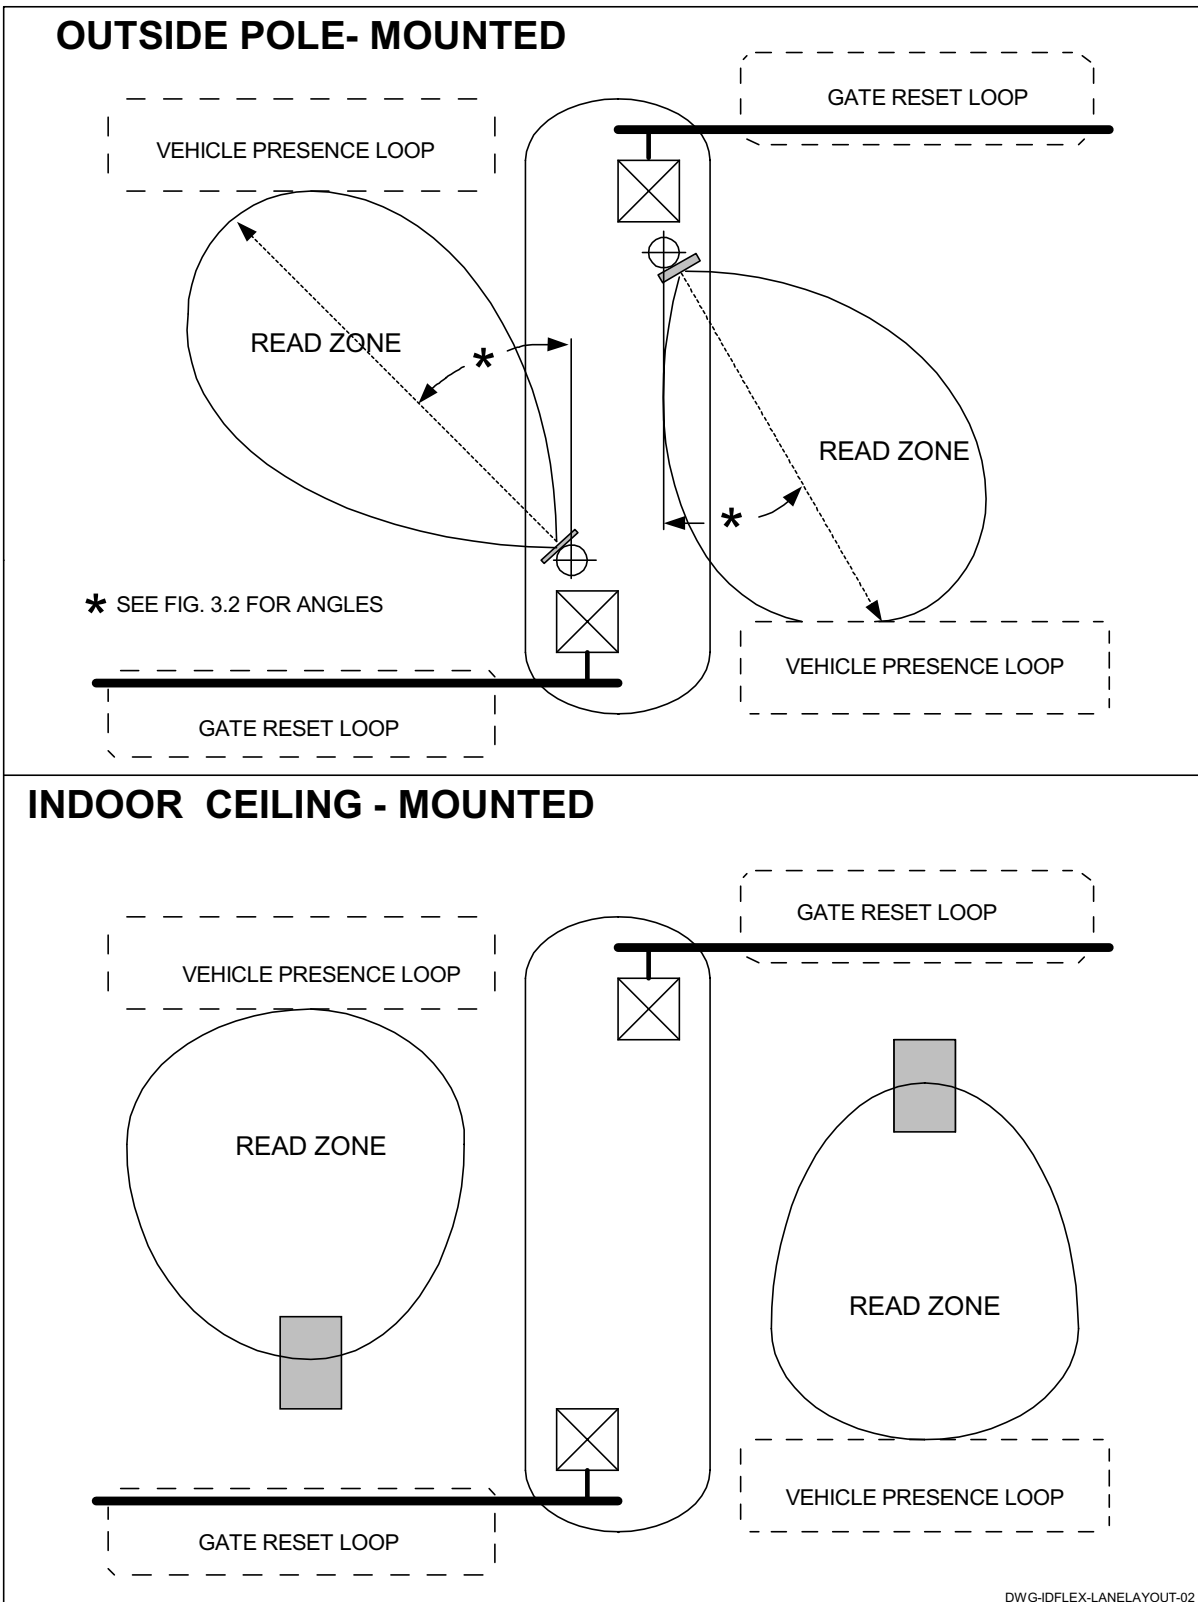 OUTSIDE POLE- MOUNTED
GATE RESET LOOP
VEHICLE PRESENCE LOOP
READ ZONE
*
READ ZONE
*
* SEE FIG. 3.2 FOR ANGLES
VEHICLE PRESENCE LOOP
GATE RESET LOOP
INDOOR CEILING - MOUNTED
GATE RESET LOOP
VEHICLE PRESENCE LOOP
READ ZONE
READ ZONE
VEHICLE PRESENCE LOOP
GATE RESET LOOP
DWG-IDFLEX-LANELAYOUT-02